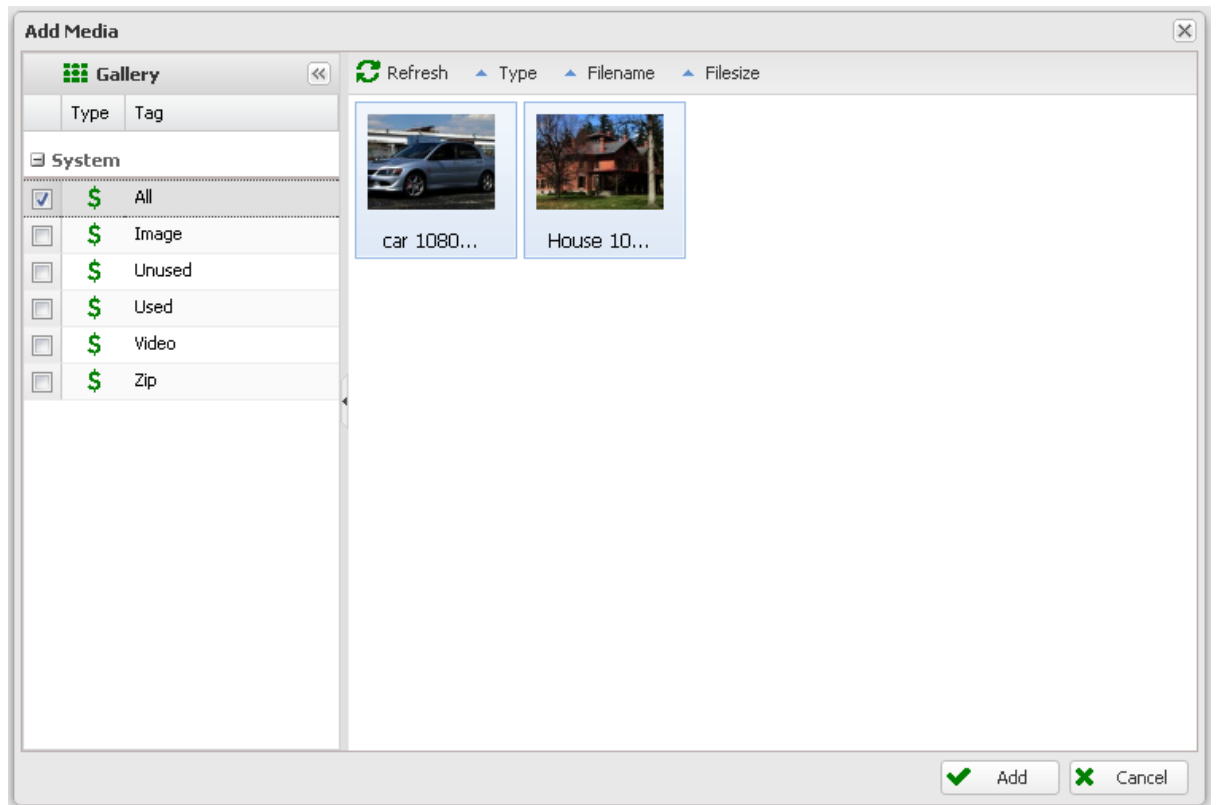 Add Media
Gallery
Refresh Type Filename Filesize
Type Tag
System
$ All
$ Image
$ Unused
$ Used
$ Video
$ Zip
car 1080...
House 10...
Add Cancel